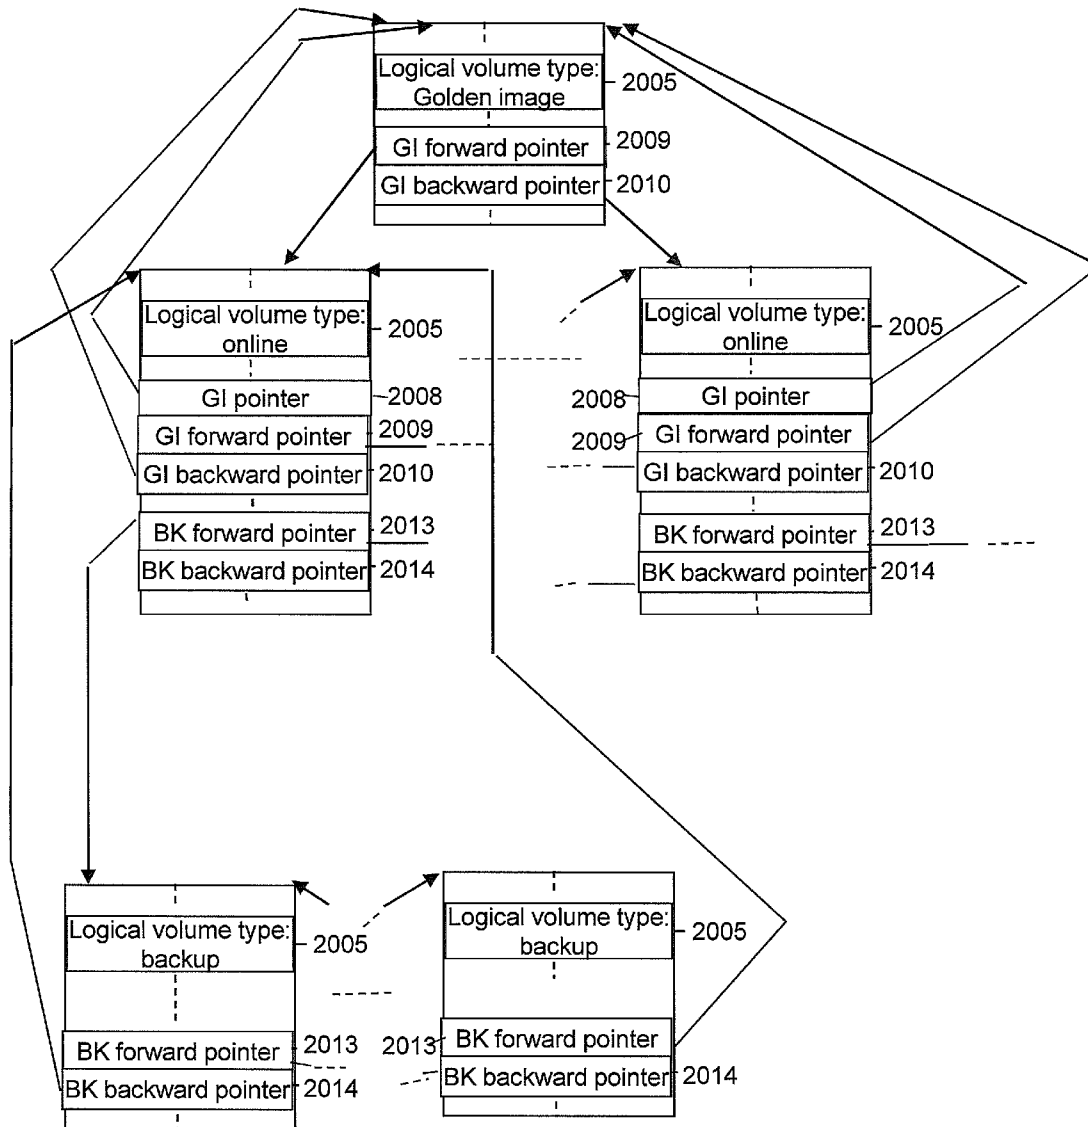 Logical volume type:
Golden image
2005
GI forward pointer
2009
GI backward pointer
2010
Logical volume type:
online
2005
GI pointer
2008
GI forward pointer
2009
GI backward pointer
2010
BK forward pointer
2013
BK backward pointer
2014
Logical volume type:
online
2005
2008
GI pointer
2009
GI forward pointer
GI backward pointer
2010
BK forward pointer
2013
BK backward pointer
2014
Logical volume type:
backup
2005
BK forward pointer
2013
BK backward pointer
2014
Logical volume type:
backup
2005
2013
BK forward pointer
BK backward pointer
2014